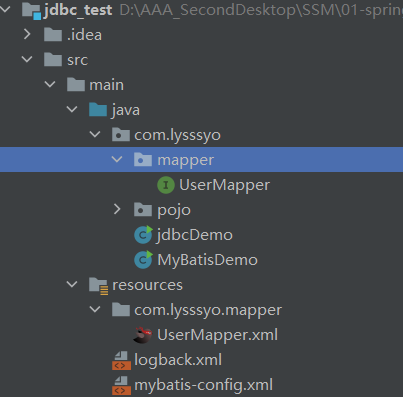 jdbc_test D:\AAA_SecondDesktop\SSM\01-sprin
.idea
src
main
java
com.lysssyo
mapper
I UserMapper
pojo
C jdbcDemo
C MyBatisDemo
resources
com.lysssyo.mapper
UserMapper.xml
logback.xml
mybatis-config.xml